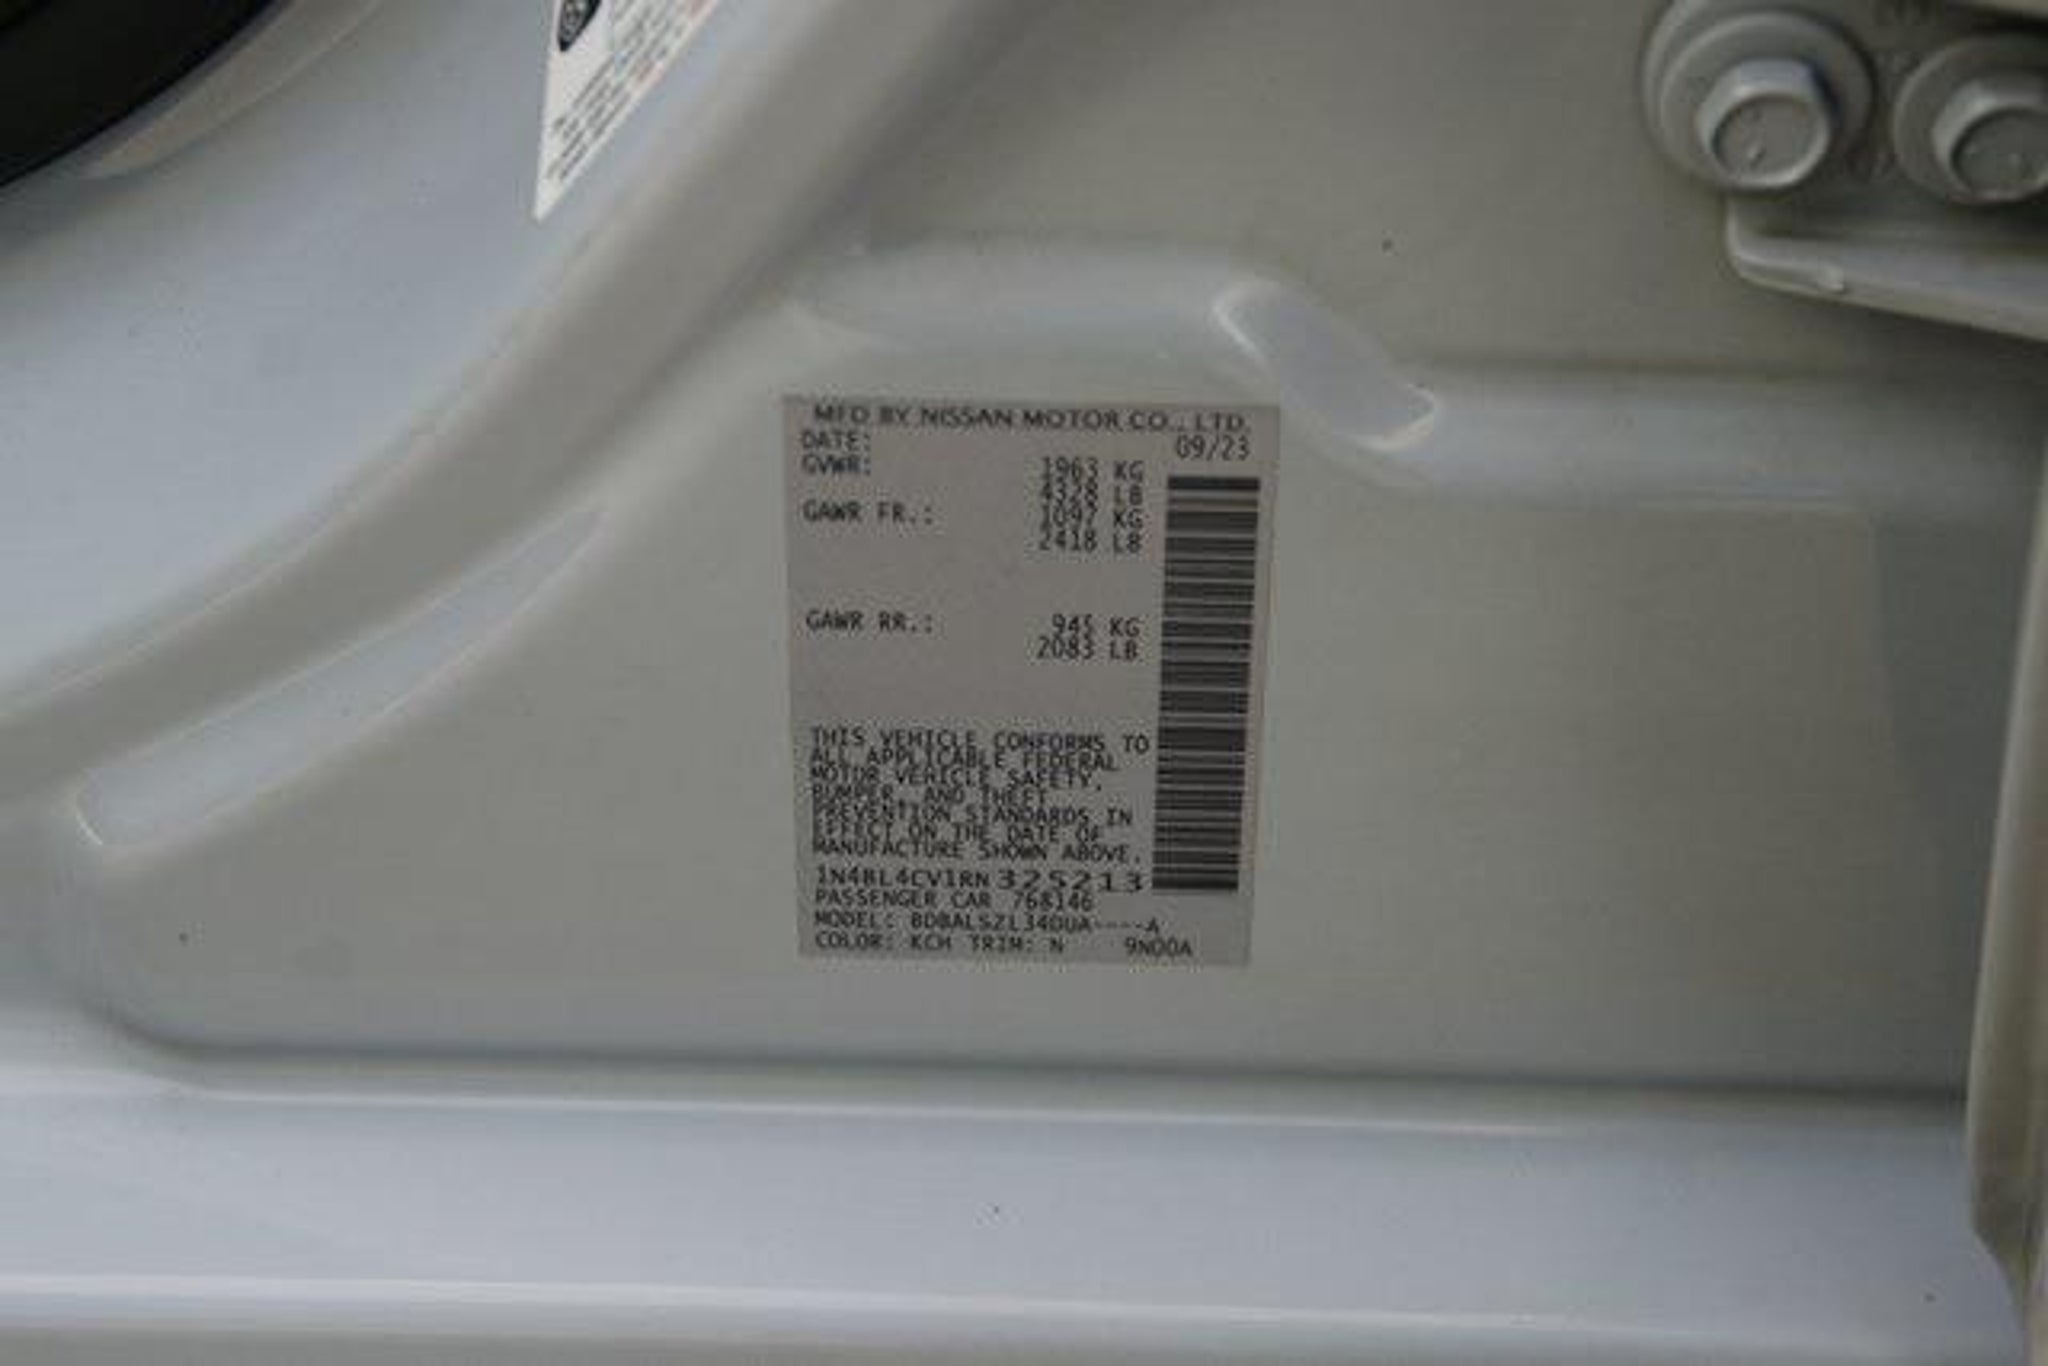 MFD BY NISSAN MOTOR CO., LTD.
DATE: 09/23
GVWR: 1963 KG
4328 LB
GAWR FR.: 1097 KG
2418 LB
GAWR RR.: 945 KG
2083 LB
THIS VEHICLE CONFORMS TO
ALL APPLICABLE FEDERAL
MOTOR VEHICLE SAFETY,
BUMPER, AND THEFT
PREVENTION STANDARDS IN
EFFECT ON THE DATE OF
MANUFACTURE SHOWN ABOVE.
1N4BL4CV1RN325213
PASSENGER CAR 768146
MODEL:
COLOR: KCH TRIM: N 9N00A